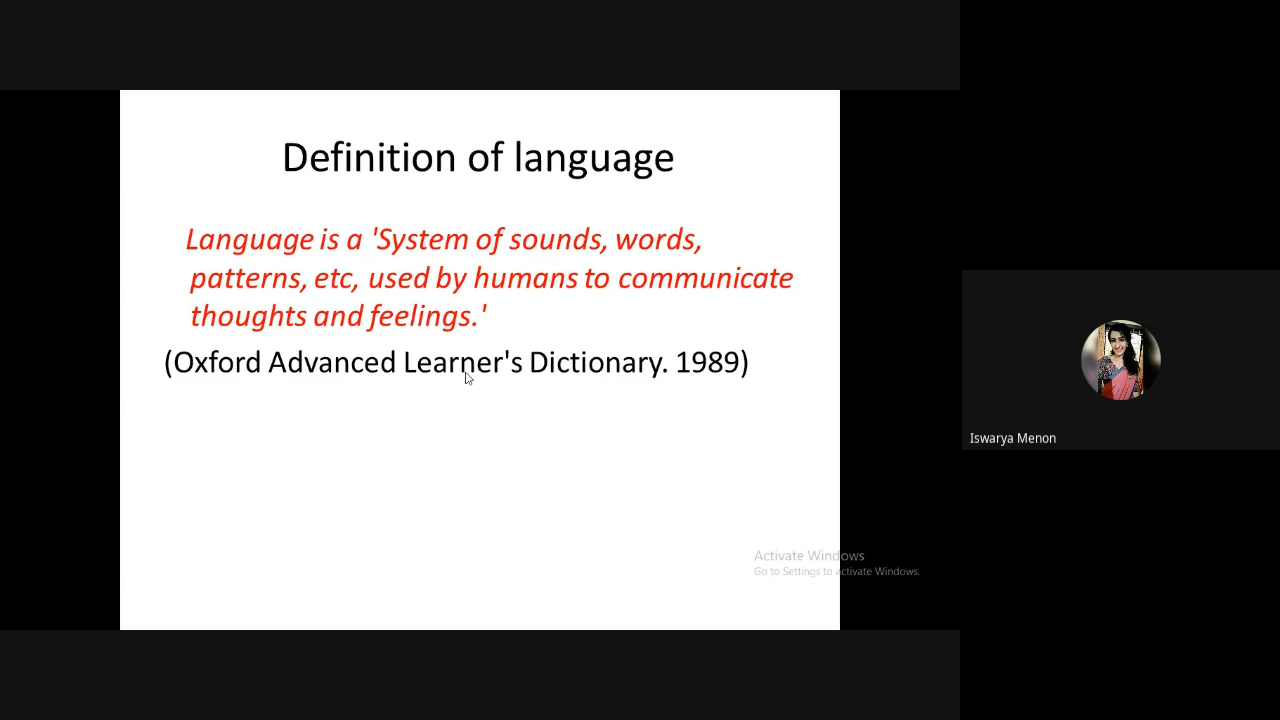 Definition of language
Language is a 'System of sounds, words,
patterns, etc, used by humans to communicate
thoughts and feelings.'
(Oxford Advanced Learner's Dictionary. 1989)
Iswarya Menon
Activate Windows
Go to Settings to activate Windows.